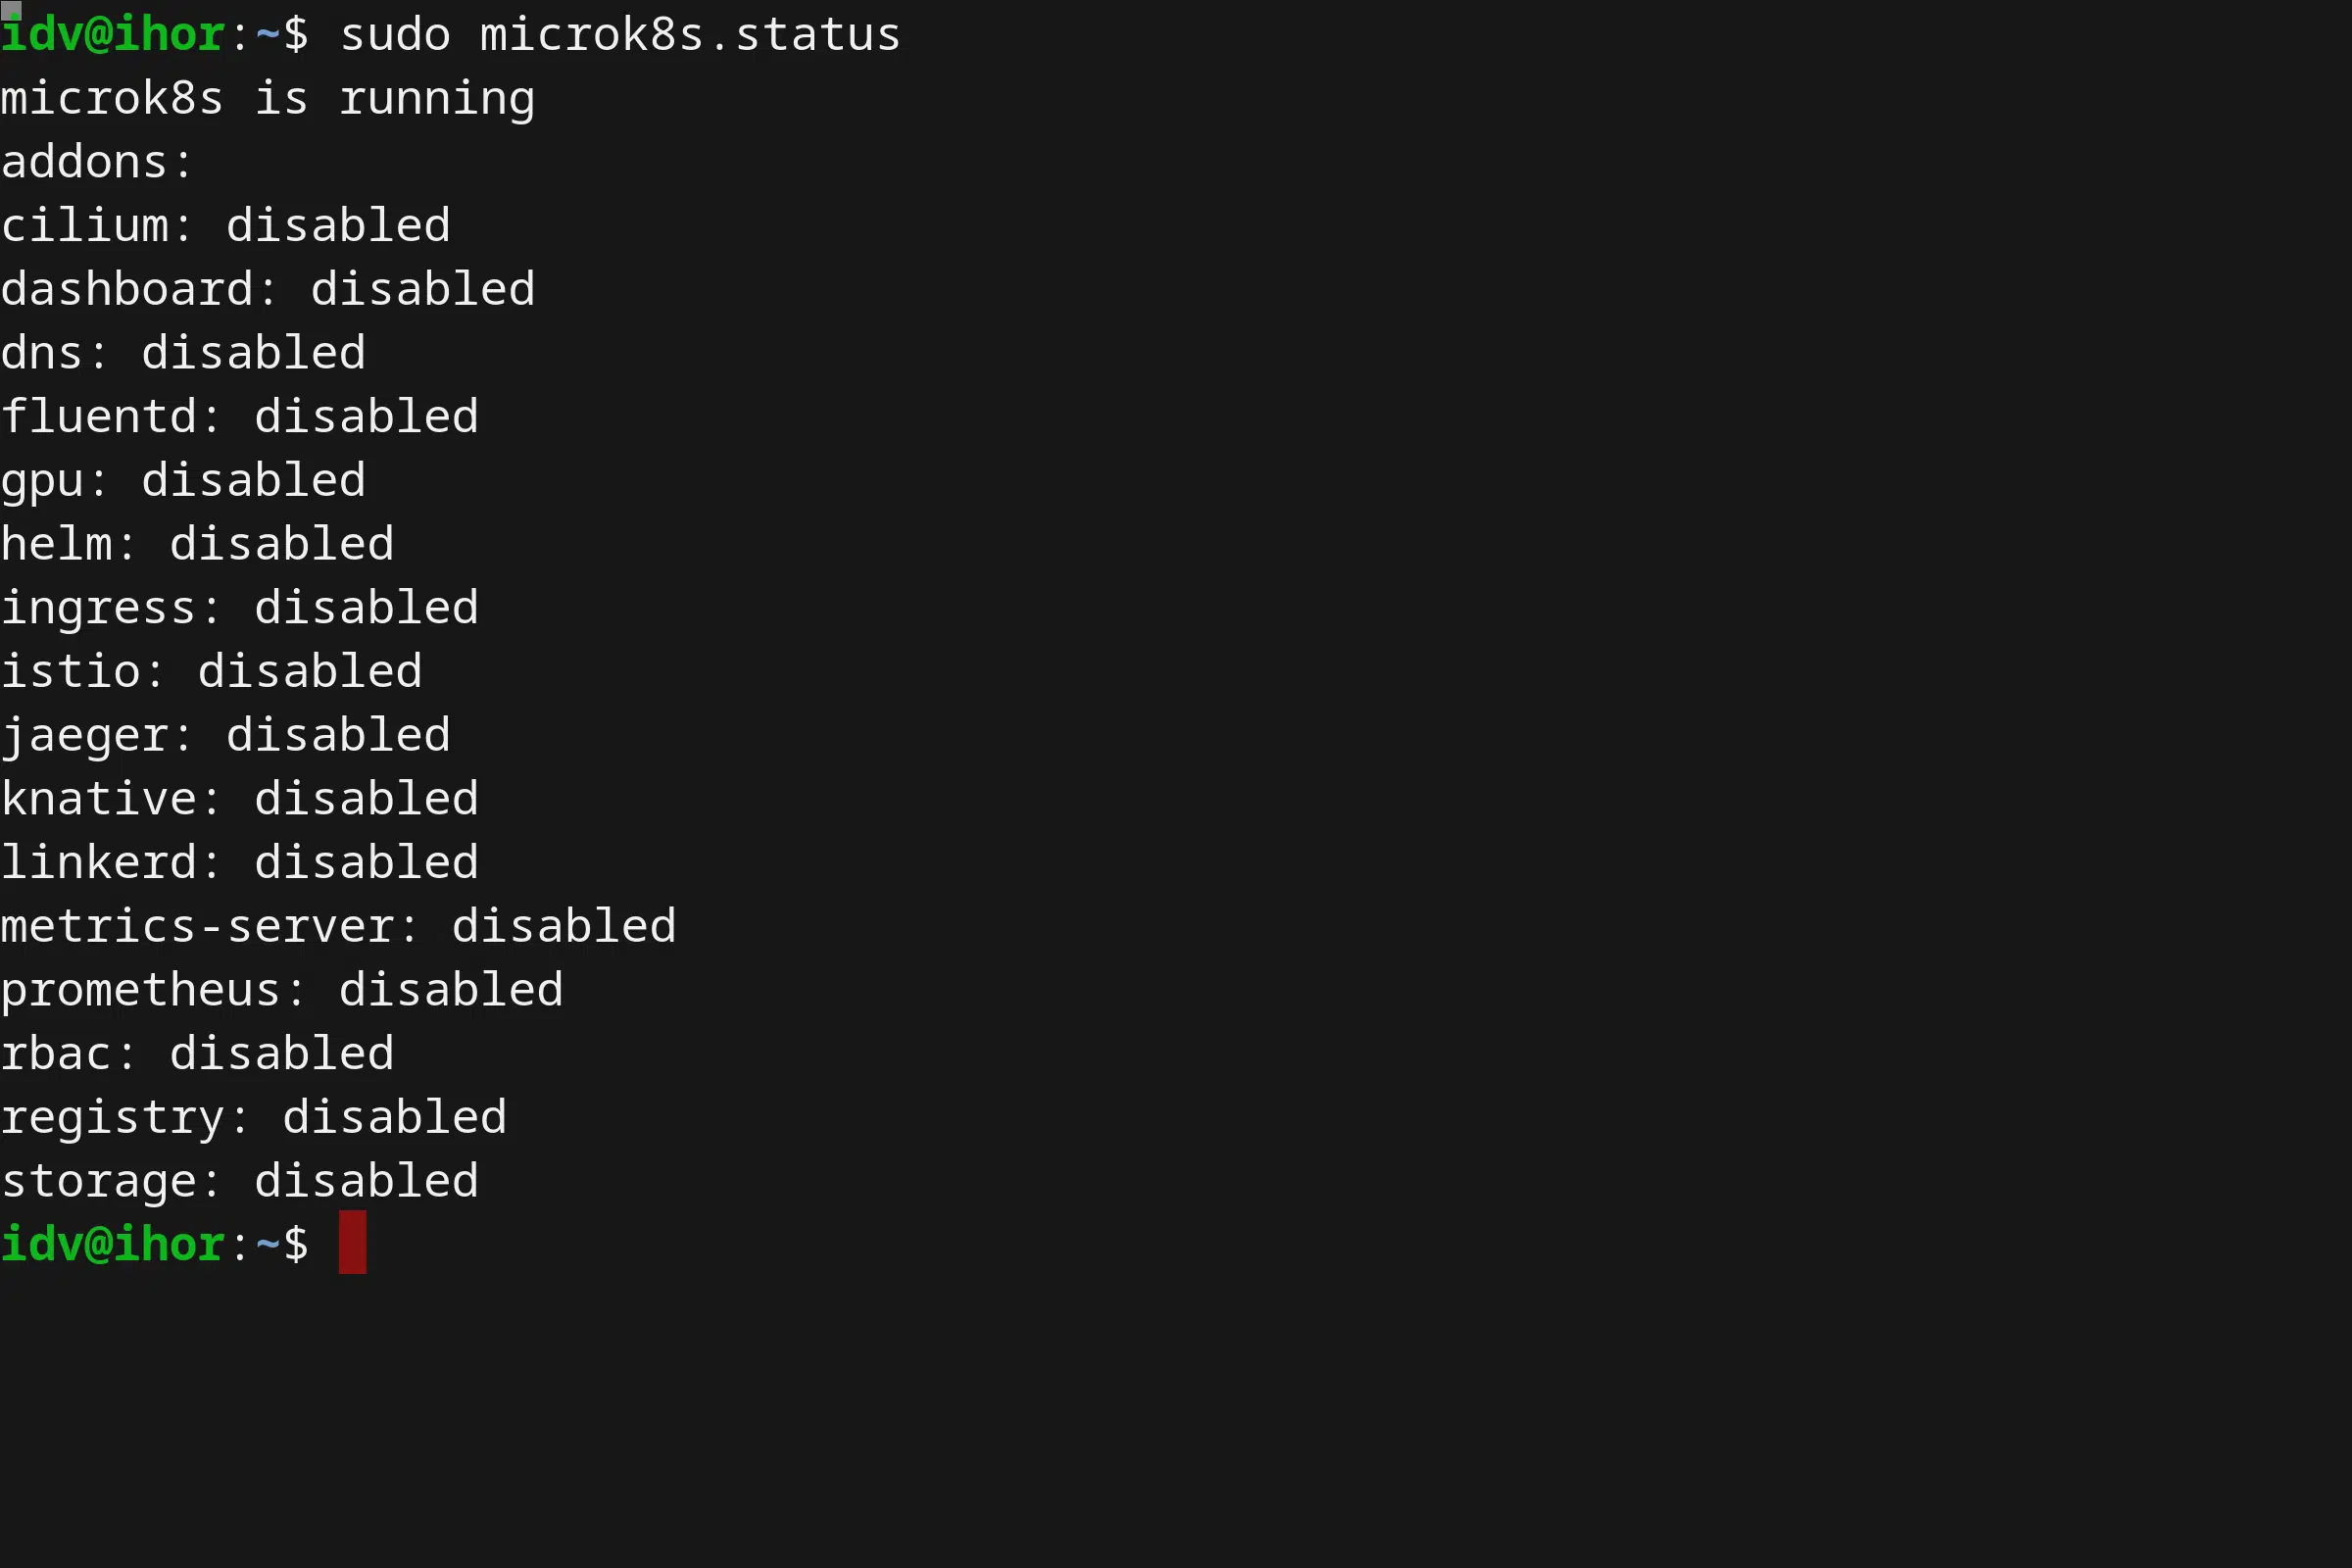 idv@ihor:~$ sudo microk8s.status
microk8s is running
addons:
cilium: disabled
dashboard: disabled
dns: disabled
fluentd: disabled
gpu: disabled
helm: disabled
ingress: disabled
istio: disabled
jaeger: disabled
knative: disabled
linkerd: disabled
metrics-server: disabled
prometheus: disabled
rbac: disabled
registry: disabled
storage: disabled
idv@ihor:~$